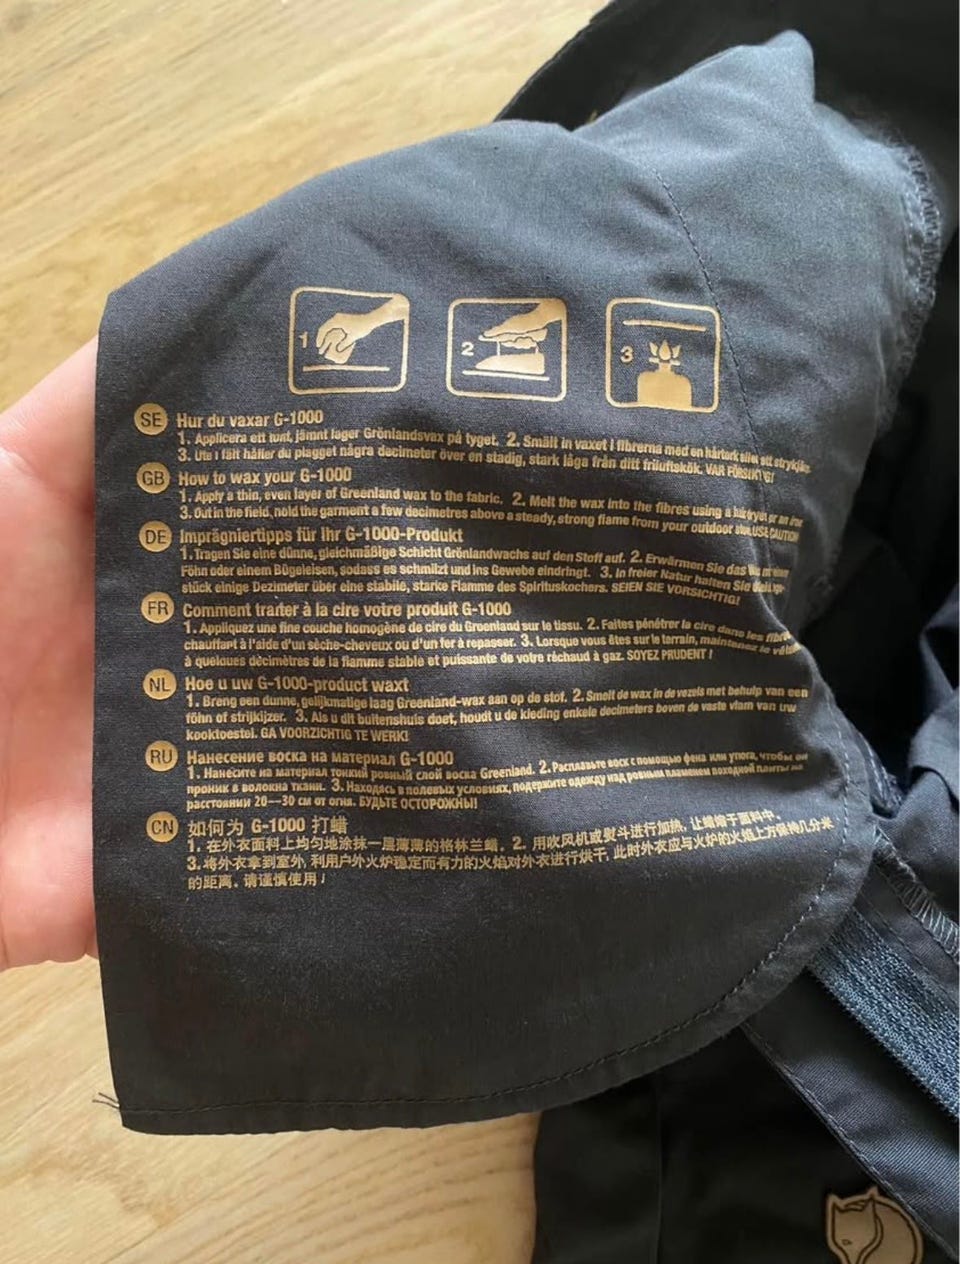 1
2
3
SE Hur du vaxar G-1000
1. Applicera ett tunt, jämnt lager Grönlandsvax på tyget. 2. Smält in vaxet i fibrerna med en hårtork eller ett strykjärn.
3. Ute i fält håller du plagget några decimeter över en stadig, stark låga från ditt friluftskök. VAR FÖRSIKTIG!
GB How to wax your G-1000
1. Apply a thin, even layer of Greenland wax to the fabric. 2. Melt the wax into the fibres using a hairdryer or an iron
3. Out in the field, hold the garment a few decimetres above a steady, strong flame from your outdoor USE CAUTION!
DE Imprägniertipps für Ihr G-1000-Produkt
1. Tragen Sie eine dünne, gleichmäßige Schicht Grönlandwachs auf den Stoff auf. 2. Erwärmen Sie das
Föhn oder einem Bügeleisen, sodass es schmilzt und ins Gewebe eindringt. 3. In freier Natur halten Sie
stück einige Dezimeter über eine stabile, starke Flamme des Spirituskochers. SEIEN SIE VORSICHTIG!
FR Comment traiter à la cire votre produit G-1000
1. Appliquez une fine couche homogène de cire du Groenland sur le tissu. 2. Faites pénétrer la cire dans les fibres
chauffant à l'aide d'un sèche-cheveux ou d'un fer à repasser. 3. Lorsque vous êtes sur le terrain, maintenez le
à quelques décimètres de la flamme stable et puissante de votre réchaud à gaz. SOYEZ PRUDENT !
NL Hoe u uw G-1000-product waxt
1. Breng een dunne, gelijkmatige laag Greenland-wax aan op de stof. 2. Smelt de wax in de vezels met behulp van een
föhn of strijkijzer. 3. Als u dit buitenshuis doet, houdt u de kleding enkele decimeters boven de vaste vlam van uw
kooktoestel. GA VOORZICHTIG TE WERK!
RU Нанесение воска на материал G-1000
1. Нанесите на материал тонкий ровный слой воска Greenland. 2. Расплавьте воск с помощью фена или утюга, чтобы он
проник в волокна ткани. 3. Находясь в полевых условиях, подержите одежду над ровным пламенем походной плиты на
расстоянии 20—30 см от огня. БУДЬТЕ ОСТОРОЖНЫ!
CN 如何为 G-1000 打蜡
1. 在外衣面料上均匀地涂抹一层薄薄的格林兰蜡。 2. 用吹风机或熨斗进行加热，让蜡熔于面料中。
3. 将外衣拿到室外，利用户外火炉稳定而有力的火焰对外衣进行烘干，此时外衣应与火炉的火焰上方保持几分米
的距离。请谨慎使用！